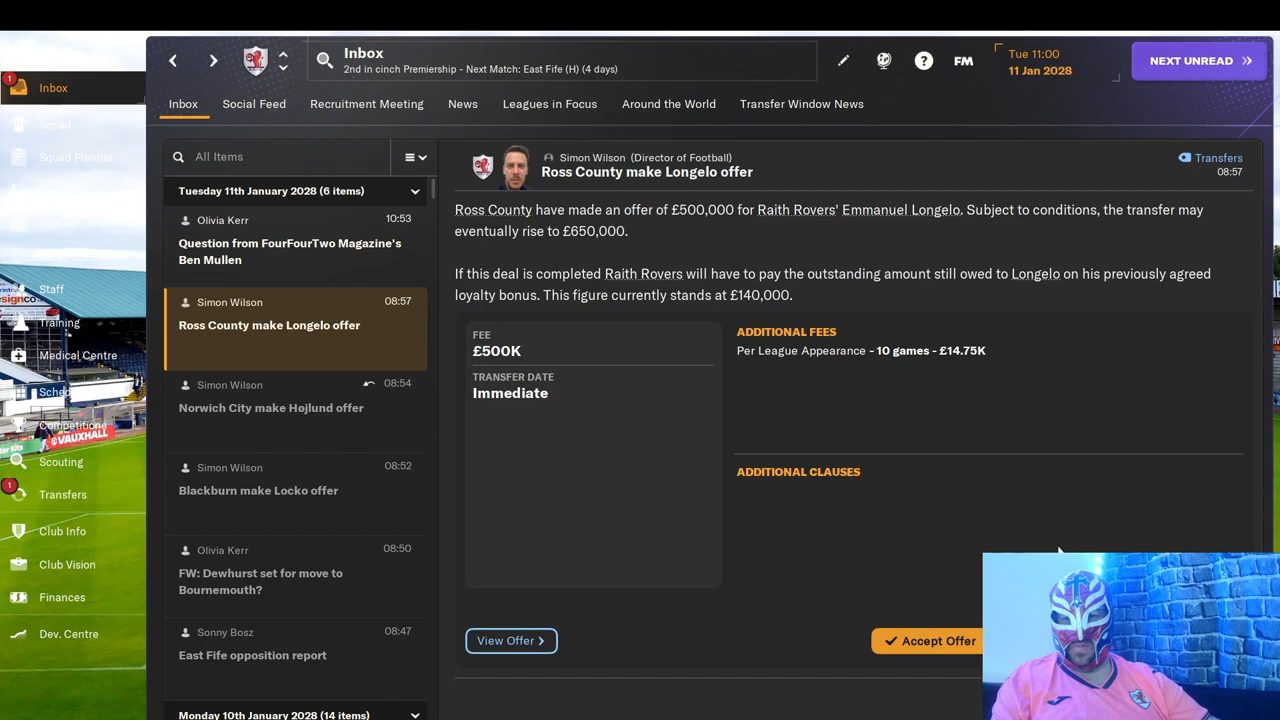 Inbox
2nd in cinch Premiership - Next Match: East Fife (H) (4 days)
?
FM
Tue 11:00
11 Jan 2028
NEXT UNREAD
Inbox
Social Feed
Recruitment Meeting
News
Leagues in Focus
Around the World
Transfer Window News
1
Inbox
Squad
Squad Planner
Staff
Training
Medical Centre
Sched
Competitions
Scouting
1
Transfers
Club Info
Club Vision
Finances
Dev. Centre
VAUXHALL
All Items
Tuesday 11th January 2028 (6 items)
Olivia Kerr
10:53
Question from FourFourTwo Magazine's
Ben Mullen
Simon Wilson
08:57
Ross County make Longelo offer
Simon Wilson
08:54
Norwich City make Højlund offer
Simon Wilson
08:52
Blackburn make Locko offer
Olivia Kerr
08:50
FW: Dewhurst set for move to
Bournemouth?
Sonny Bosz
08:47
East Fife opposition report
Monday 10th January 2028 (14 items)
Simon Wilson (Director of Football)
Ross County make Longelo offer
Transfers
08:57
Ross County have made an offer of £500,000 for Raith Rovers' Emmanuel Longelo. Subject to conditions, the transfer may
eventually rise to £650,000.
If this deal is completed Raith Rovers will have to pay the outstanding amount still owed to Longelo on his previously agreed
loyalty bonus. This figure currently stands at £140,000.
FEE
£500K
TRANSFER DATE
Immediate
ADDITIONAL FEES
Per League Appearance - 10 games - £14.75K
ADDITIONAL CLAUSES
View Offer
Accept Offer